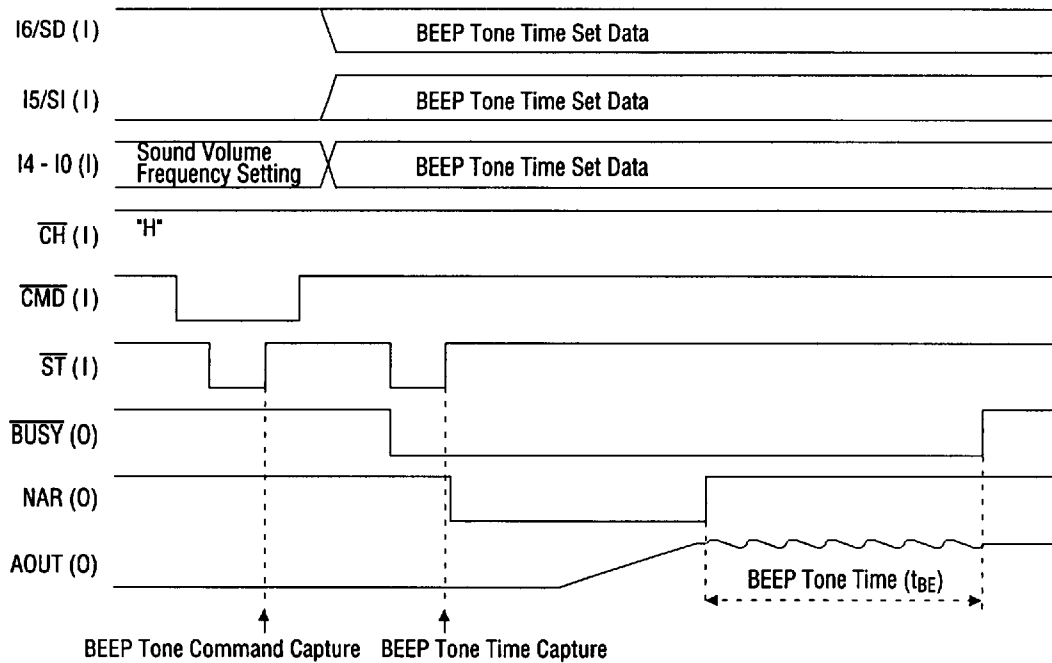 I6/SD (I)
BEEP Tone Time Set Data
I5/SI (I)
BEEP Tone Time Set Data
I4 - I0 (I)
Sound Volume
Frequency Setting
BEEP Tone Time Set Data
CH (I)
"H"
CMD (I)
ST (I)
BUSY (O)
NAR (O)
AOUT (O)
BEEP Tone Time (tBE)
BEEP Tone Command Capture
BEEP Tone Time Capture